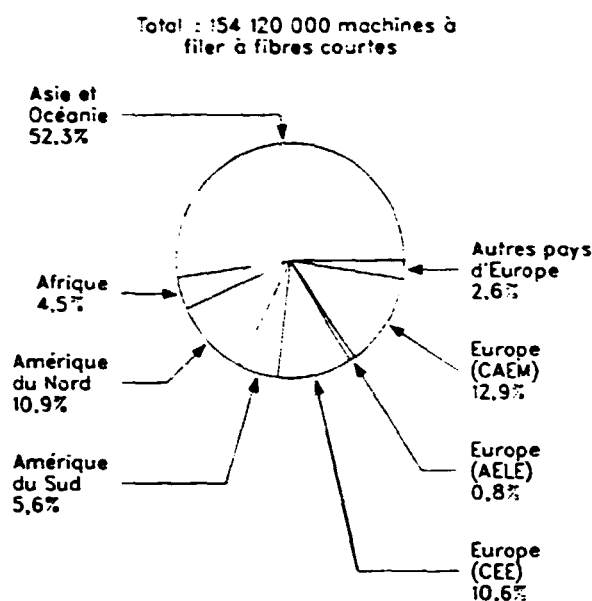 Total : 154 120 000 machines à
filer à fibres courtes
Asie et
Océanie
52.3%
Afrique
4.5%
Amérique
du Nord
10.9%
Amérique
du Sud
5,6%
Autres pays
d'Europe
2.6%
Europe
(CAEM)
12.9%
Europe
(AELE)
0.8%
Europe
(CEE)
10.6%